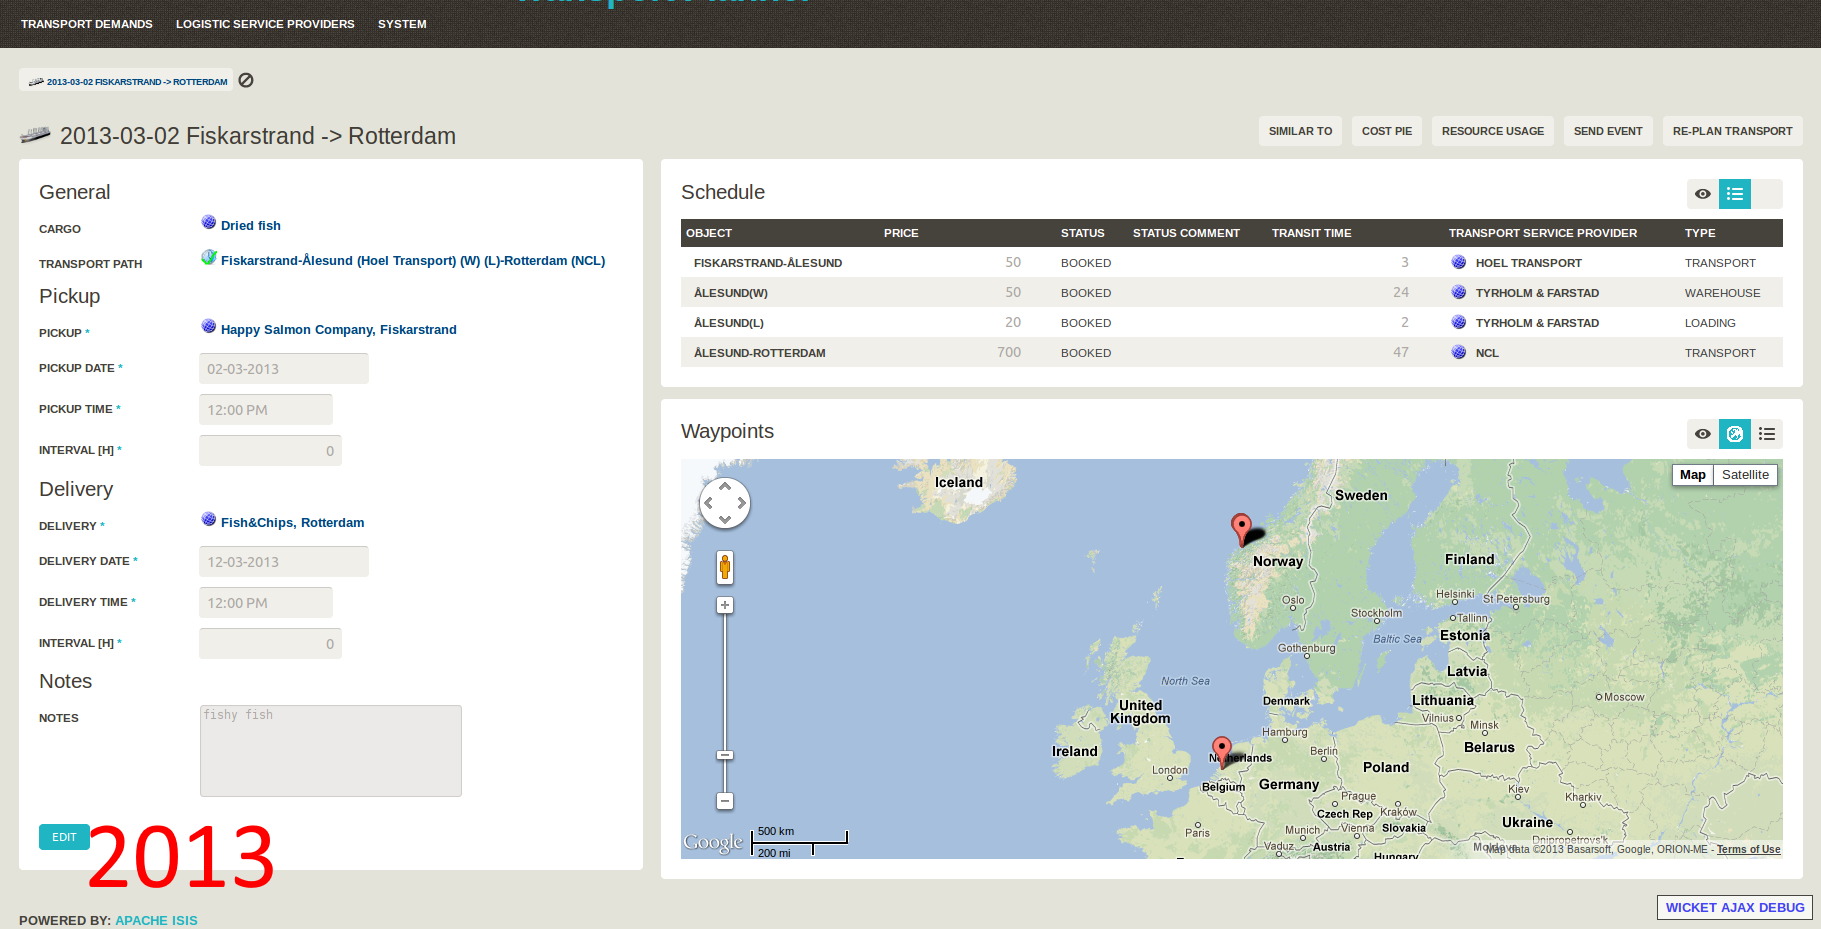 TRANSPORT DEMANDS LOGISTIC SERVICE PROVIDERS SYSTEM
2013-03-02 FISKARSTRAND -> ROTTERDAM
2013-03-02 Fiskarstrand -> Rotterdam
SIMILAR TO COST PIE RESOURCE USAGE SEND EVENT RE-PLAN TRANSPORT
General
CARGO Dried fish
TRANSPORT PATH Fiskarstrand-Ålesund (Hoel Transport) (W) (L)-Rotterdam (NCL)
Pickup
PICKUP * Happy Salmon Company, Fiskarstrand
PICKUP DATE * 02-03-2013
PICKUP TIME * 12:00 PM
INTERVAL [H] * 0
Delivery
DELIVERY * Fish&Chips, Rotterdam
DELIVERY DATE * 12-03-2013
DELIVERY TIME * 12:00 PM
INTERVAL [H] * 0
Notes
NOTES fishy fish
EDIT
2013
Schedule
OBJECT PRICE STATUS STATUS COMMENT TRANSIT TIME TRANSPORT SERVICE PROVIDER TYPE
FISKARSTRAND-ÅLESUND 50 BOOKED 3 HOEL TRANSPORT TRANSPORT
ÅLESUND(W) 50 BOOKED 24 TYRHOLM & FARSTAD WAREHOUSE
ÅLESUND(L) 20 BOOKED 2 TYRHOLM & FARSTAD LOADING
ÅLESUND-ROTTERDAM 700 BOOKED 47 NCL TRANSPORT
Waypoints
Map Satellite
Iceland
Sweden
Norway
Finland
Oslo
Helsinki
St Petersburg
Stockholm
Tallinn
Baltic Sea
Estonia
Gothenburg
Latvia
North Sea
Moscow
Denmark
Lithuania
United
Kingdom
Vilnius
Minsk
Hamburg
Ireland
Belarus
Berlin
Netherlands
London
Poland
Belgium
Germany
Kiev
Prague
Kharkiv
Czech Rep
Kraków
Ukraine
Paris
Munich
Vienna
Slovakia
Dnipropetrovs'k
Vaduz
Austria
Hungary
Moldova
500 km
200 mi
Google
Map data ©2013 Basarsoft, Google, ORION-ME - Terms of Use
POWERED BY: APACHE ISIS
WICKET AJAX DEBUG